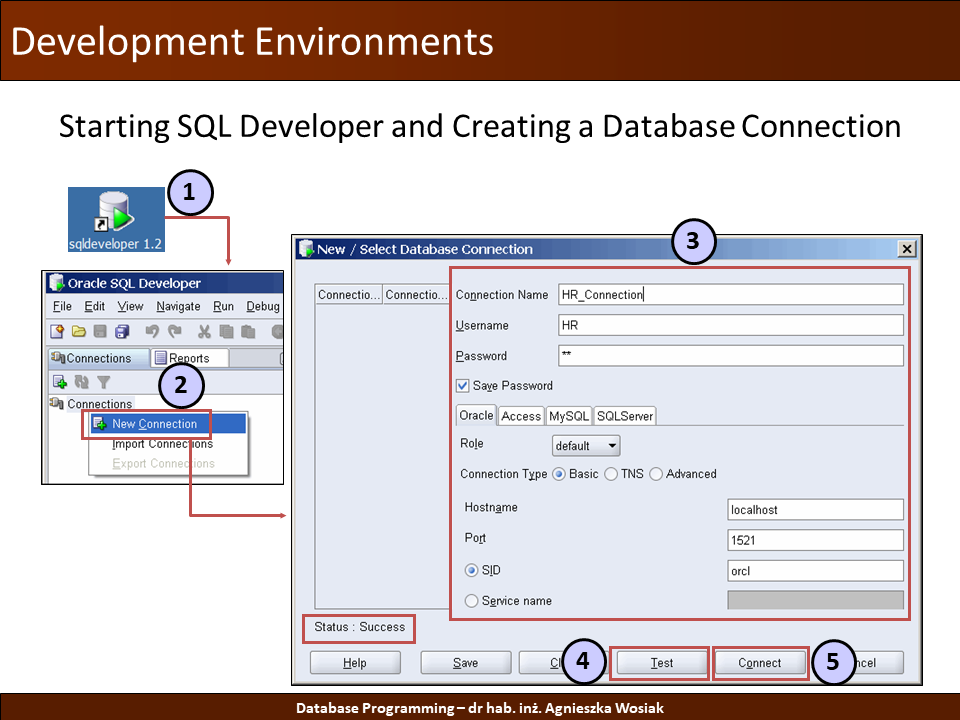 Development Environments
Starting SQL Developer and Creating a Database Connection
1
sqldeveloper 1.2
Oracle SQL Developer
File Edit View Navigate Run Debug
Connections Reports
2
Connections
New Connection
Import Connections
Export Connections
3
New / Select Database Connection
Connectio... Connectio...
Connection Name HR_Connection
Username HR
Password **
Save Password
Oracle Access MySQL SQLServer
Role default
Connection Type Basic TNS Advanced
Hostname localhost
Port 1521
SID orcl
Service name
Status : Success
Help Save 4 Test Connect 5
Database Programming – dr hab. inż. Agnieszka Wosiak